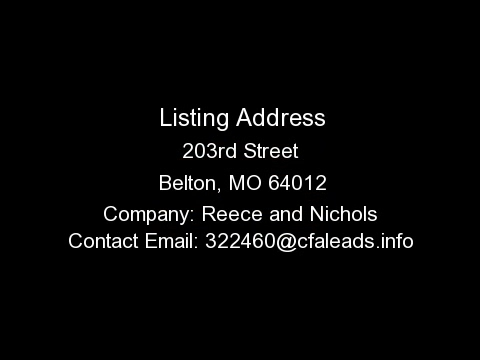 Listing Address
203rd Street
Belton, MO 64012
Company: Reece and Nichols
Contact Email: 322460@cfaleads.info